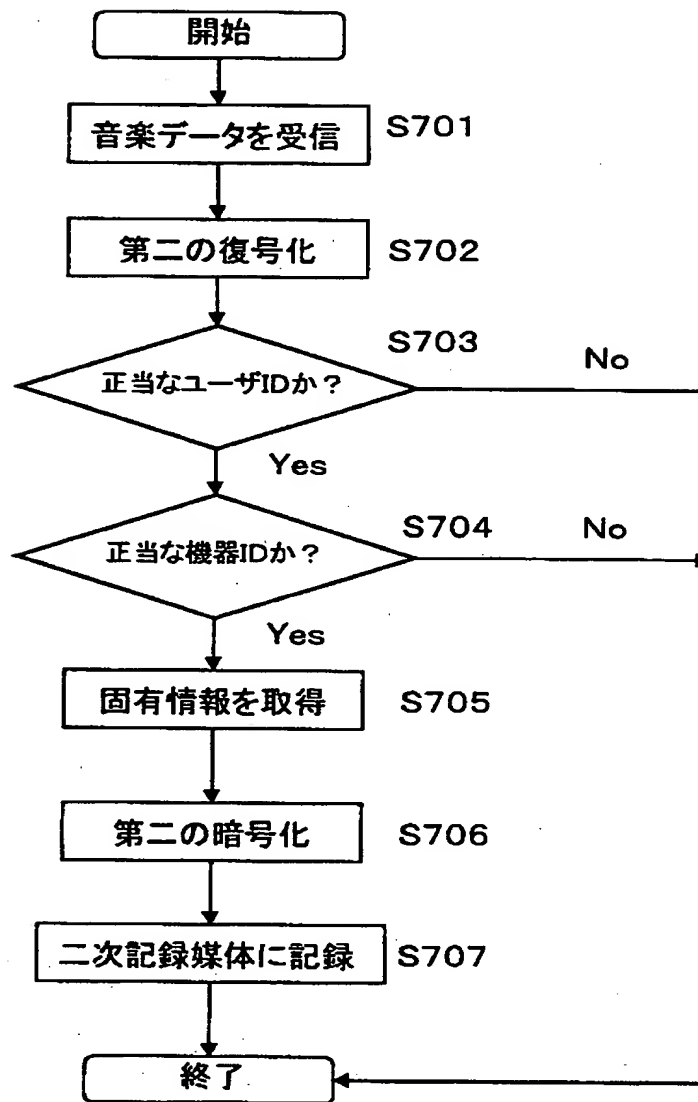 開始
音楽データを受信 S701
第二の復号化 S702
正当なユーザIDか? S703 No
Yes
正当な機器IDか? S704 No
Yes
固有情報を取得 S705
第二の暗号化 S706
二次記録媒体に記録 S707
終了